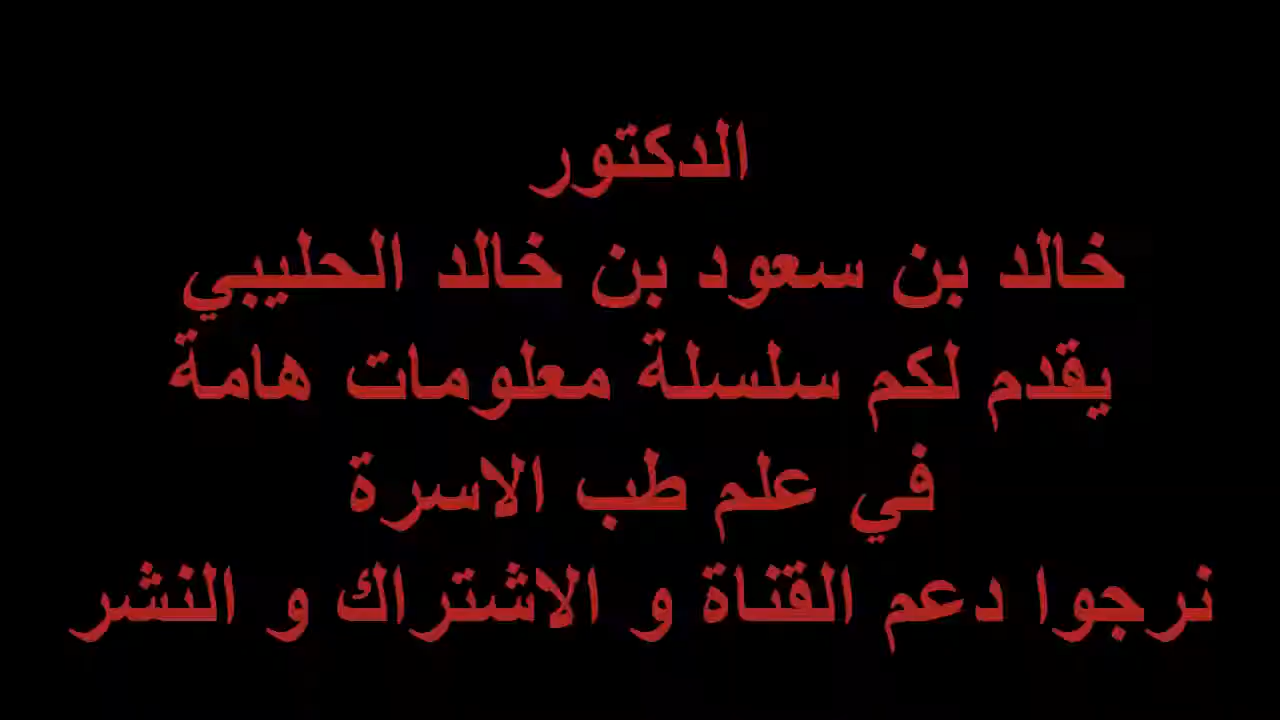 الدكتور
خالد بن سعود بن خالد الحليبي
يقدم لكم سلسلة معلومات هامة
في علم طب الاسرة
نرجوا دعم القناة و الاشتراك و النشر